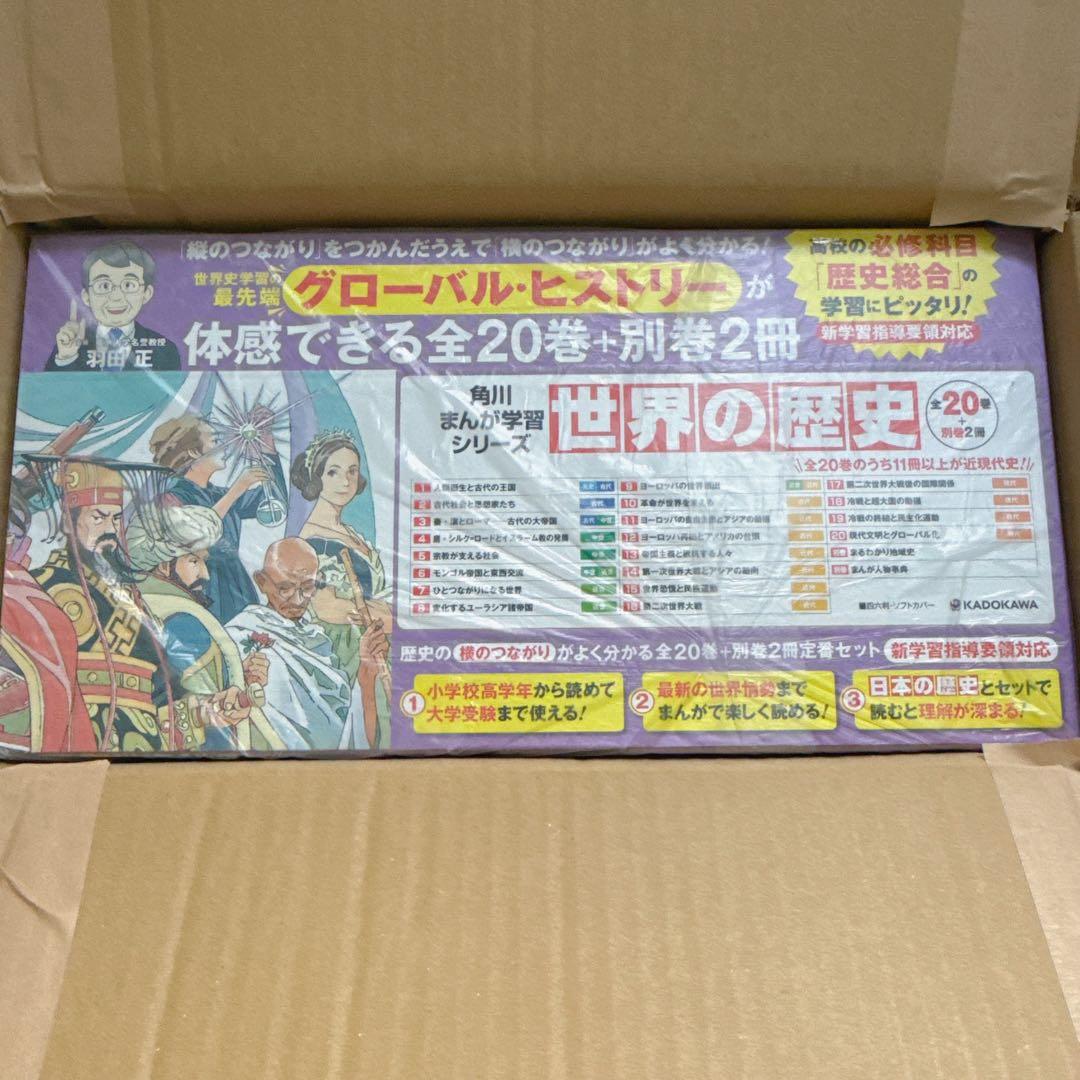 「縦のつながり」をつかんだうえで「横のつながり」がよく分かる!
世界史学習の
最先端
グローバル・ヒストリーが
体感できる全20巻+別巻2冊
名誉教授
羽田 正
高校の必修科目
「歴史総合」の
学習にピッタリ!
新学習指導要領対応
角川
まんが学習
シリーズ
世界の歴史
全20巻
+
別巻2冊
\\全20巻のうち11冊以上が近現代史!//
1 人類誕生と古代の王国
2 古代社会と思想家たち
3 秦・漢とローマ 古代の大帝国
4 唐・シルクロードとイスラーム教の発展
5 宗教が支える社会
6 モンゴル帝国と東西交流
7 ひとつながりになる世界
8 変化するユーラシア諸帝国
9 ヨーロッパの世界進出
10 革命が世界を変える
11 ヨーロッパの自由主義とアジアの動揺
12 ヨーロッパ再編とアメリカの台頭
13 帝国主義と抵抗する人々
14 第一次世界大戦とアジアの動向
15 世界恐慌と民族運動
16 第二次世界大戦
17 第二次世界大戦後の国際関係
18 冷戦と超大国の動揺
19 冷戦の終結と民主化運動
20 現代文明とグローバル化
別巻 まるわかり地域史
別巻 まんが人物事典
■四六判・ソフトカバー
KADOKAWA
歴史の横のつながりがよく分かる全20巻+別巻2冊定番セット 新学習指導要領対応
1 小学校高学年から読めて
大学受験まで使える!
2 最新の世界情勢まで
まんがで楽しく読める!
3 日本の歴史とセットで
読むと理解が深まる!